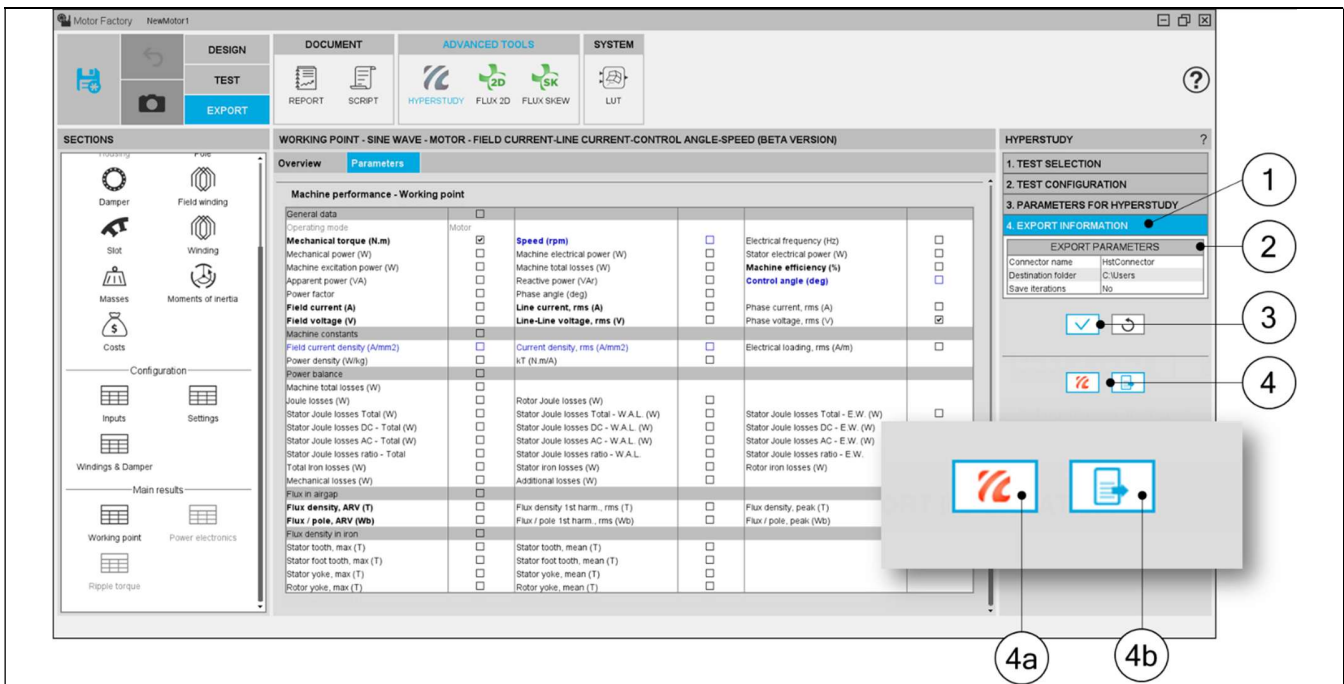 Motor Factory NewMotor1
DESIGN
TEST
EXPORT
DOCUMENT
REPORT SCRIPT
ADVANCED TOOLS
HYPERSTUDY FLUX 2D FLUX SKEW
2D
SK
SYSTEM
LUT
?
SECTIONS
Housing Pole
Damper Field winding
Slot Winding
Masses Moments of inertia
$
Costs
Configuration
Inputs Settings
Windings & Damper
Main results
Working point Power electronics
Ripple torque
WORKING POINT - SINE WAVE - MOTOR - FIELD CURRENT-LINE CURRENT-CONTROL ANGLE-SPEED (BETA VERSION)
Overview Parameters
Machine performance - Working point
General data
Operating mode Motor
Mechanical torque (N.m) Speed (rpm) Electrical frequency (Hz)
Mechanical power (W) Machine electrical power (W) Stator electrical power (W)
Machine excitation power (W) Machine total losses (W) Machine efficiency (%)
Apparent power (VA) Reactive power (VAr) Control angle (deg)
Power factor Phase angle (deg)
Field current (A) Line current, rms (A) Phase current, rms (A)
Field voltage (V) Line-Line voltage, rms (V) Phase voltage, rms (V)
Machine constants
Field current density (A/mm2) Current density, rms (A/mm2) Electrical loading, rms (A/m)
Power density (W/kg) kT (N.m/A)
Power balance
Machine total losses (W)
Joule losses (W) Rotor Joule losses (W)
Stator Joule losses Total (W) Stator Joule losses Total - W.A.L. (W) Stator Joule losses Total - E.W. (W)
Stator Joule losses DC - Total (W) Stator Joule losses DC - W.A.L. (W) Stator Joule losses DC - E.W. (W)
Stator Joule losses AC - Total (W) Stator Joule losses AC - W.A.L. (W) Stator Joule losses AC - E.W. (W)
Stator Joule losses ratio - Total Stator Joule losses ratio - W.A.L. Stator Joule losses ratio - E.W.
Total Iron losses (W) Stator iron losses (W) Rotor iron losses (W)
Mechanical losses (W) Additional losses (W)
Flux in airgap
Flux density, ARV (T) Flux density 1st harm., rms (T) Flux density, peak (T)
Flux / pole, ARV (Wb) Flux / pole 1st harm., rms (Wb) Flux / pole, peak (Wb)
Flux density in iron
Stator tooth, max (T) Stator tooth, mean (T)
Stator foot tooth, max (T) Stator foot tooth, mean (T)
Stator yoke, max (T) Stator yoke, mean (T)
Rotor yoke, max (T) Rotor yoke, mean (T)
HYPERSTUDY ?
1. TEST SELECTION
2. TEST CONFIGURATION
3. PARAMETERS FOR HYPERSTUDY
4. EXPORT INFORMATION
EXPORT PARAMETERS
Connector name HstConnector
Destination folder C:\Users
Save iterations No
1
2
3
4
4a
4b